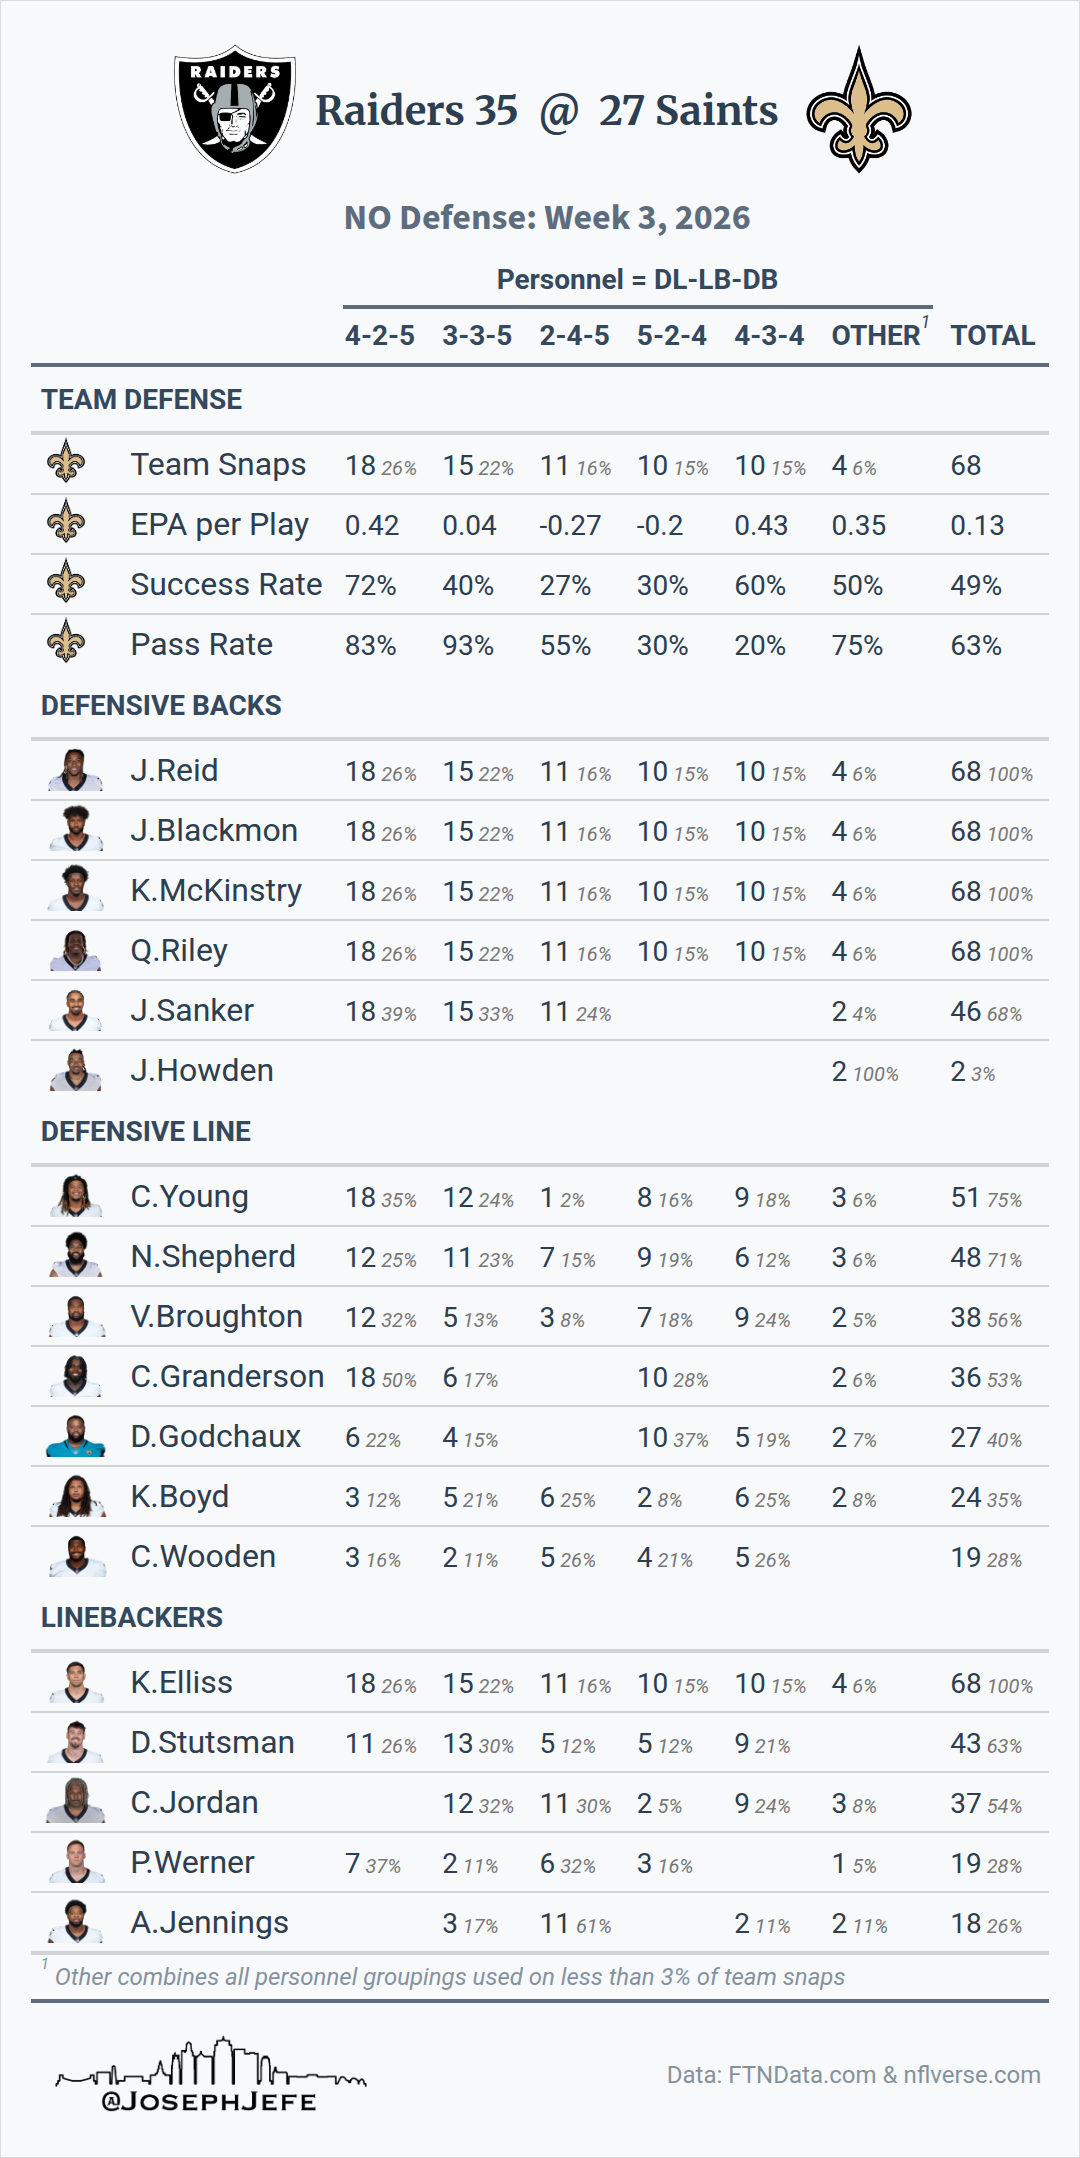 RAIDERS
Raiders 35 @ 27 Saints
NO Defense: Week 3, 2026
Personnel = DL-LB-DB
4-2-5 3-3-5 2-4-5 5-2-4 4-3-4 OTHER1 TOTAL
TEAM DEFENSE
Team Snaps 18 26% 15 22% 11 16% 10 15% 10 15% 4 6% 68
EPA per Play 0.42 0.04 -0.27 -0.2 0.43 0.35 0.13
Success Rate 72% 40% 27% 30% 60% 50% 49%
Pass Rate 83% 93% 55% 30% 20% 75% 63%
DEFENSIVE BACKS
J.Reid 18 26% 15 22% 11 16% 10 15% 10 15% 4 6% 68 100%
J.Blackmon 18 26% 15 22% 11 16% 10 15% 10 15% 4 6% 68 100%
K.McKinstry 18 26% 15 22% 11 16% 10 15% 10 15% 4 6% 68 100%
Q.Riley 18 26% 15 22% 11 16% 10 15% 10 15% 4 6% 68 100%
J.Sanker 18 39% 15 33% 11 24% 2 4% 46 68%
J.Howden 2 100% 2 3%
DEFENSIVE LINE
C.Young 18 35% 12 24% 1 2% 8 16% 9 18% 3 6% 51 75%
N.Shepherd 12 25% 11 23% 7 15% 9 19% 6 12% 3 6% 48 71%
V.Broughton 12 32% 5 13% 3 8% 7 18% 9 24% 2 5% 38 56%
C.Granderson 18 50% 6 17% 10 28% 2 6% 36 53%
D.Godchaux 6 22% 4 15% 10 37% 5 19% 2 7% 27 40%
K.Boyd 3 12% 5 21% 6 25% 2 8% 6 25% 2 8% 24 35%
C.Wooden 3 16% 2 11% 5 26% 4 21% 5 26% 19 28%
LINEBACKERS
K.Elliss 18 26% 15 22% 11 16% 10 15% 10 15% 4 6% 68 100%
D.Stutsman 11 26% 13 30% 5 12% 5 12% 9 21% 43 63%
C.Jordan 12 32% 11 30% 2 5% 9 24% 3 8% 37 54%
P.Werner 7 37% 2 11% 6 32% 3 16% 1 5% 19 28%
A.Jennings 3 17% 11 61% 2 11% 2 11% 18 26%
1 Other combines all personnel groupings used on less than 3% of team snaps
@JOSEPHJEFE
Data: FTNData.com & nflverse.com